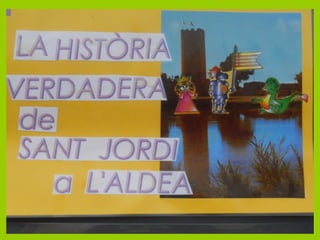 LA HISTÒRIA
VERDADERA
de
SANT JORDI
a L'ALDEA